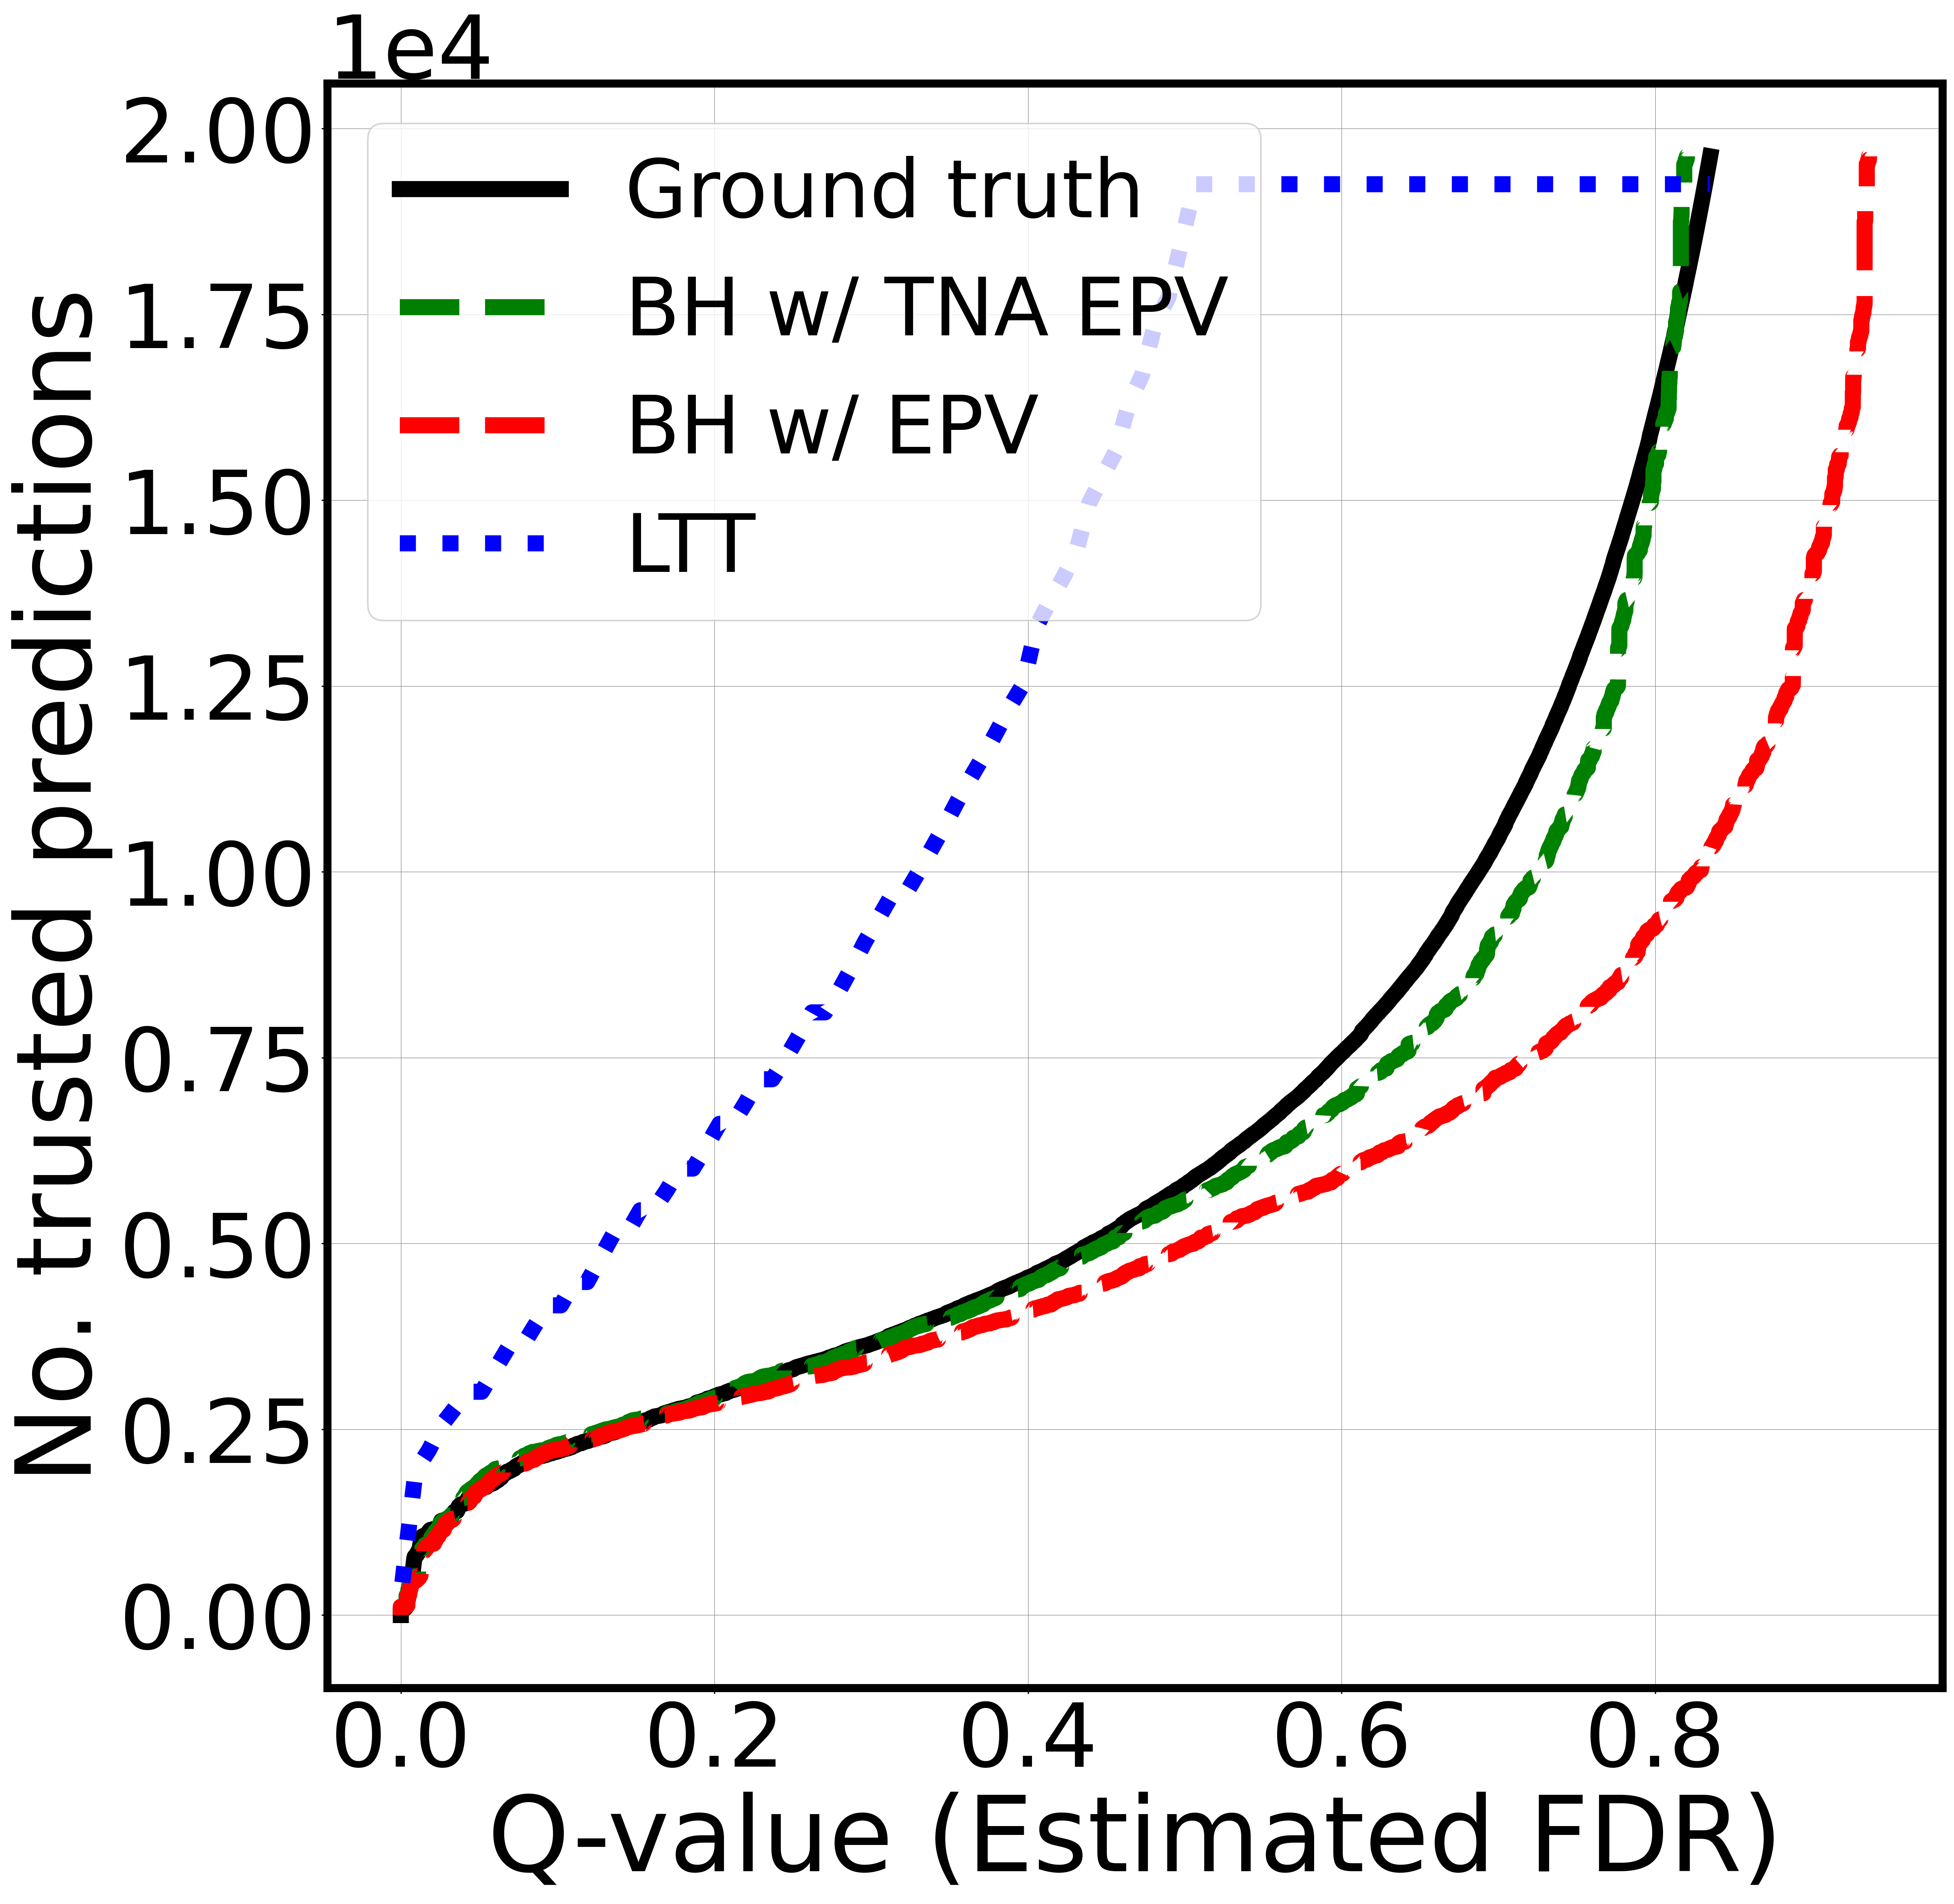 1e4
2.00
1.75
1.50
1.25
1.00
0.75
0.50
0.25
0.00
No. trusted predictions
Ground truth
BH w/ TNA EPV
BH w/ EPV
LTT
0.0 0.2 0.4 0.6 0.8
Q-value (Estimated FDR)